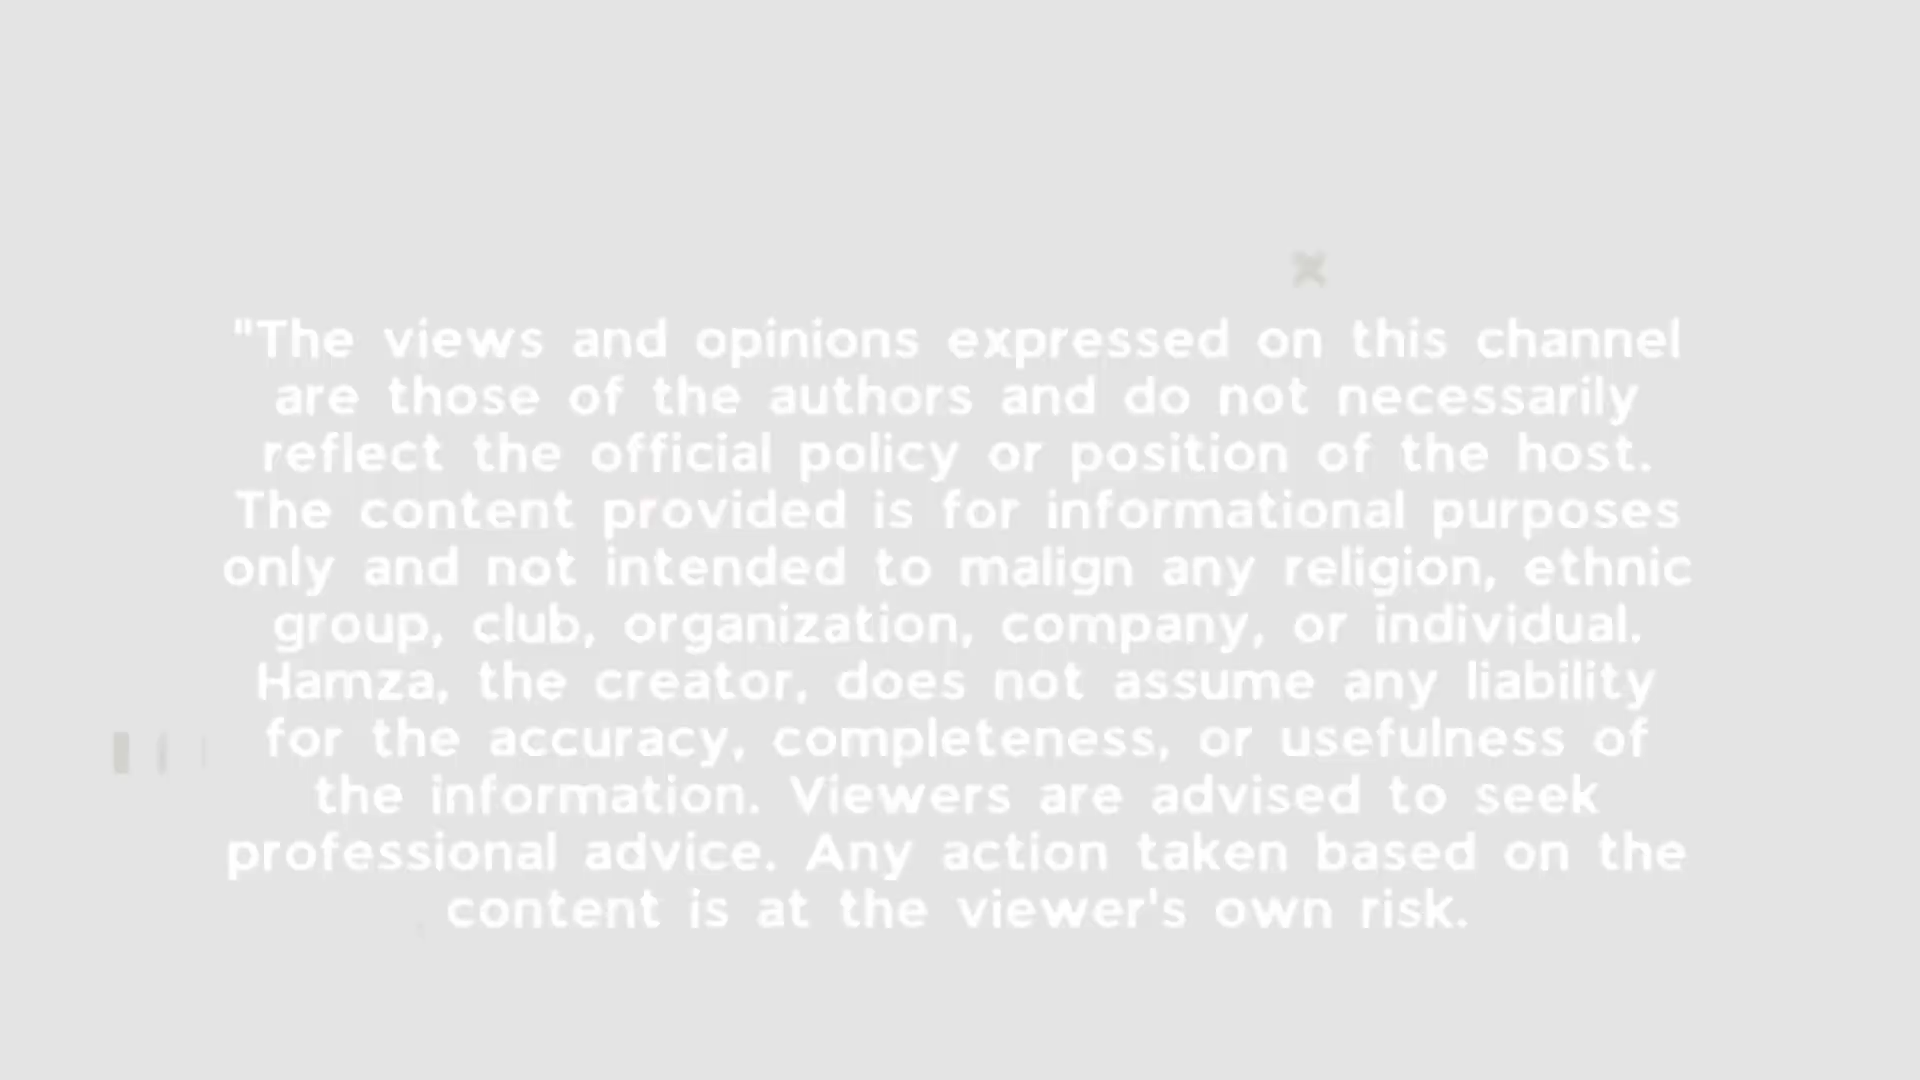 "The views and opinions expressed on this channel
are those of the authors and do not necessarily
reflect the official policy or position of the host.
The content provided is for informational purposes
only and not intended to malign any religion, ethnic
group, club, organization, company, or individual.
Hamza, the creator, does not assume any liability
for the accuracy, completeness, or usefulness of
the information. Viewers are advised to seek
professional advice. Any action taken based on the
content is at the viewer's own risk.